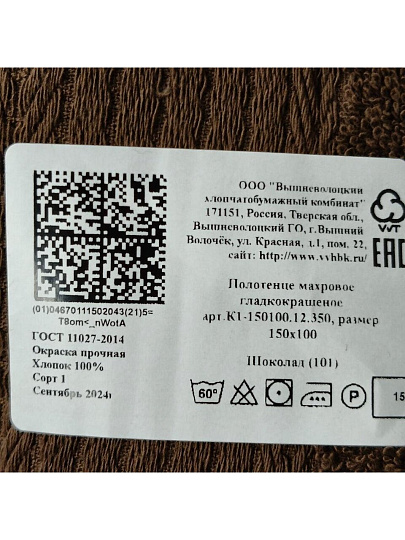 ООО "Вышневолоцкий
хлопчатобумажный комбинат"
171151, Россия, Тверская обл.,
Вышневолоцкий ГО, г.Вышний
Волочёк, ул. Красная, д.1, пом. 22,
сайт: http://www.vvhbk.ru/
VVT
EAC
(01)04670111502043(21)5=
T8om<_nWotA
ГОСТ 11027-2014
Окраска прочная
Хлопок 100%
Сорт 1
Сентябрь 2024г
Полотенце махровое
гладкокрашеное
арт.К1-150100.12.350, размер
150х100
Шоколад (101)
60°
P
15